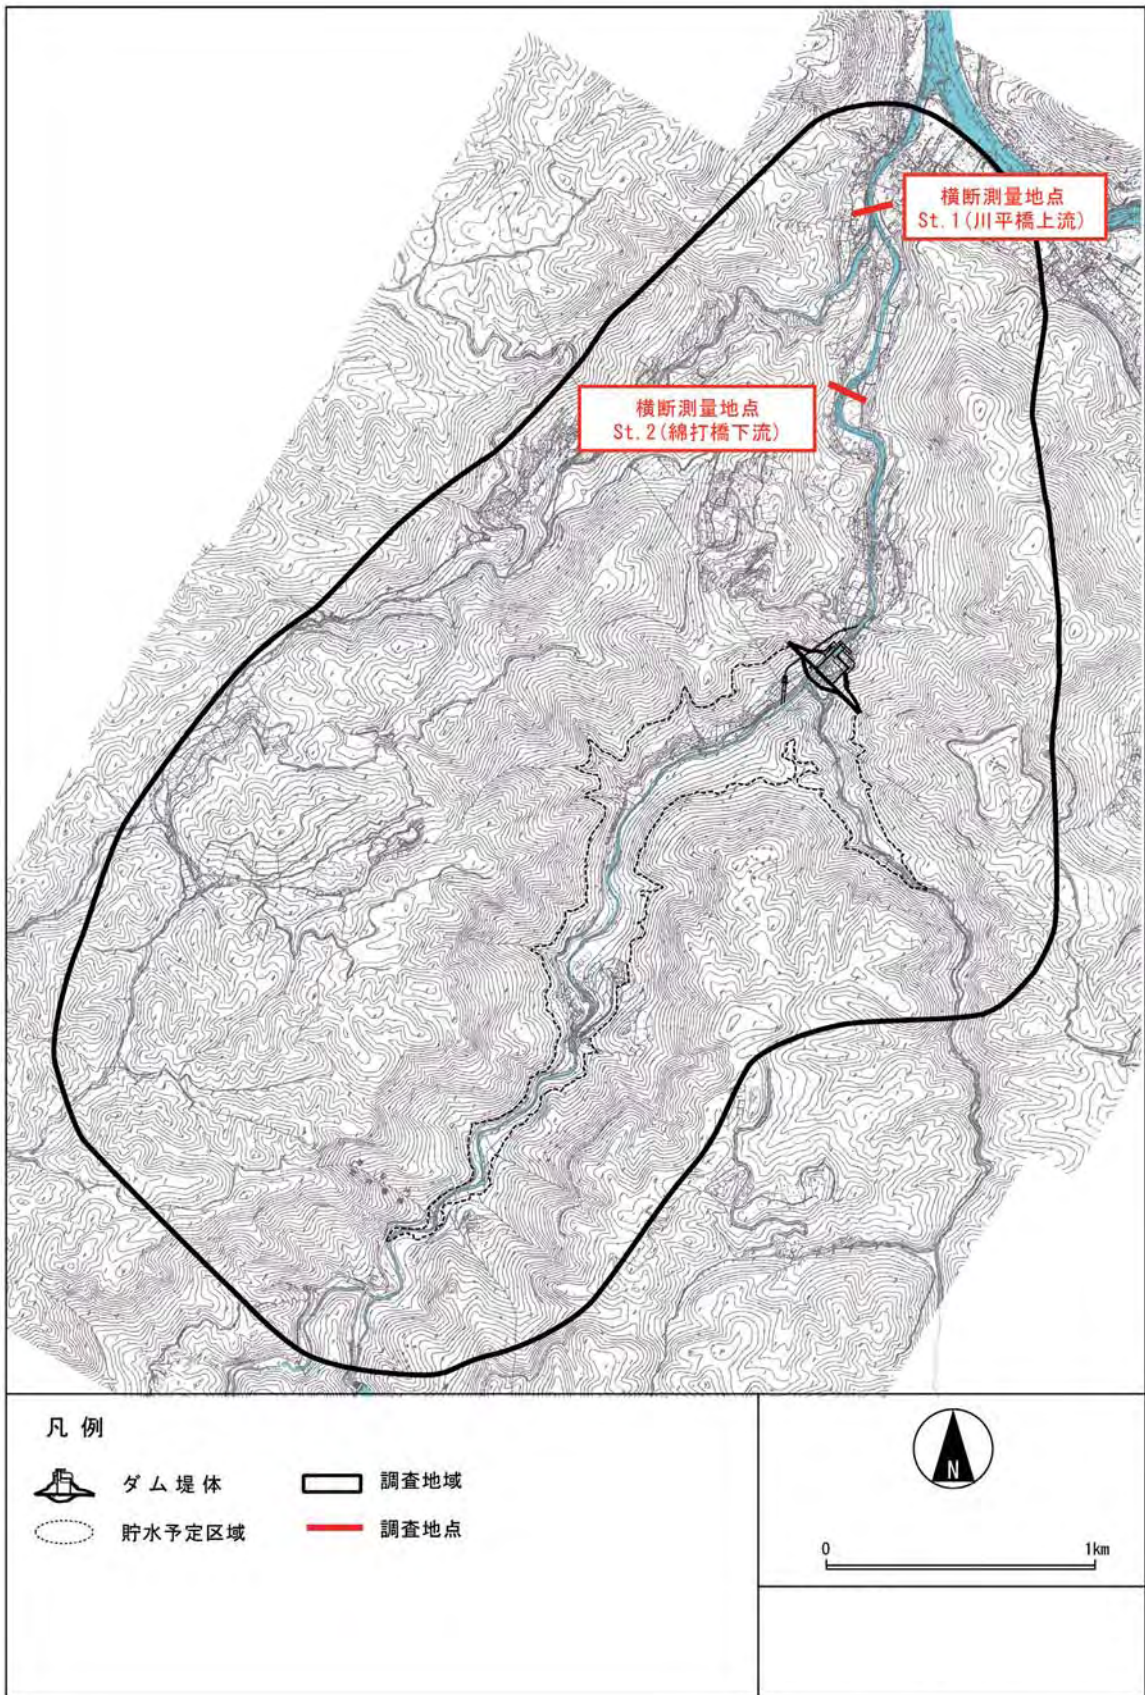 横断測量地点
St.1(川平橋上流)
横断測量地点
St.2(綿打橋下流)
凡 例
ダム堤体
調査地域
貯水予定区域
調査地点
N
0
1km